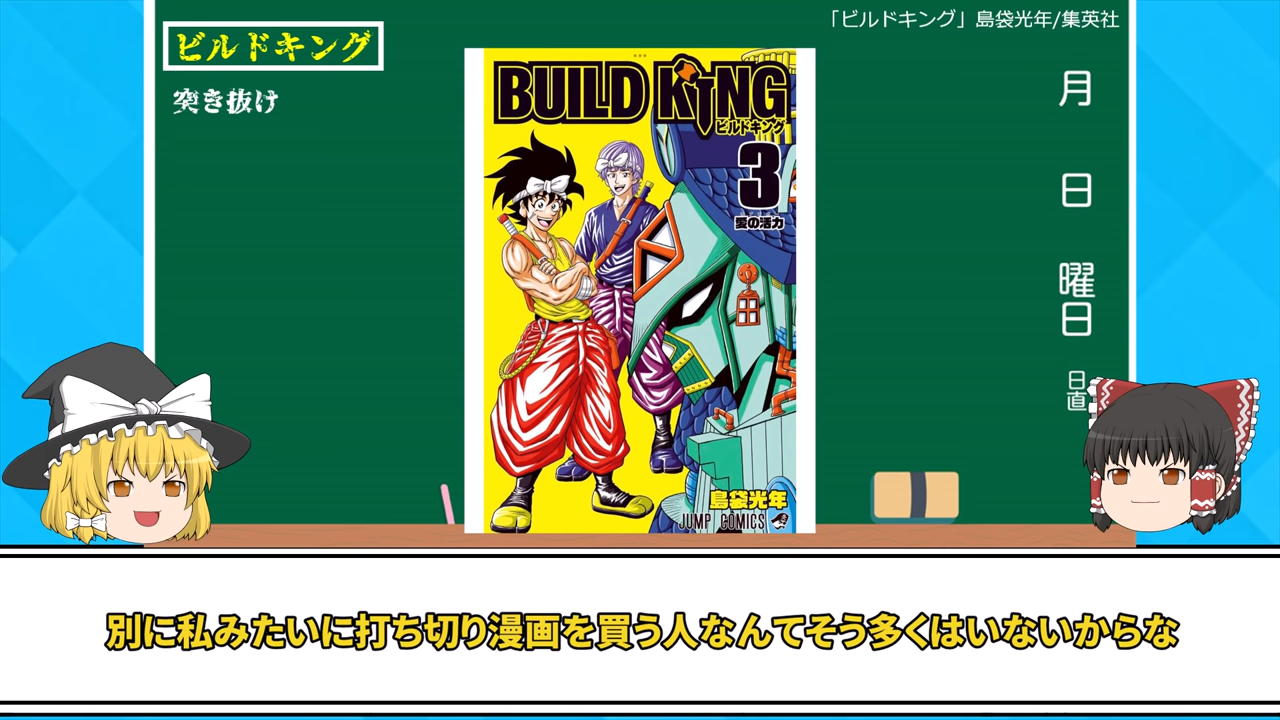 「ビルドキング」島袋光年/集英社
ビルドキング
突き抜け
BUILD KING
ビルドキング
3
愛の活力
島袋光年
JUMP COMICS
月
日
曜日
日直
別に私みたいに打ち切り漫画を買う人なんてそう多くはいないからな